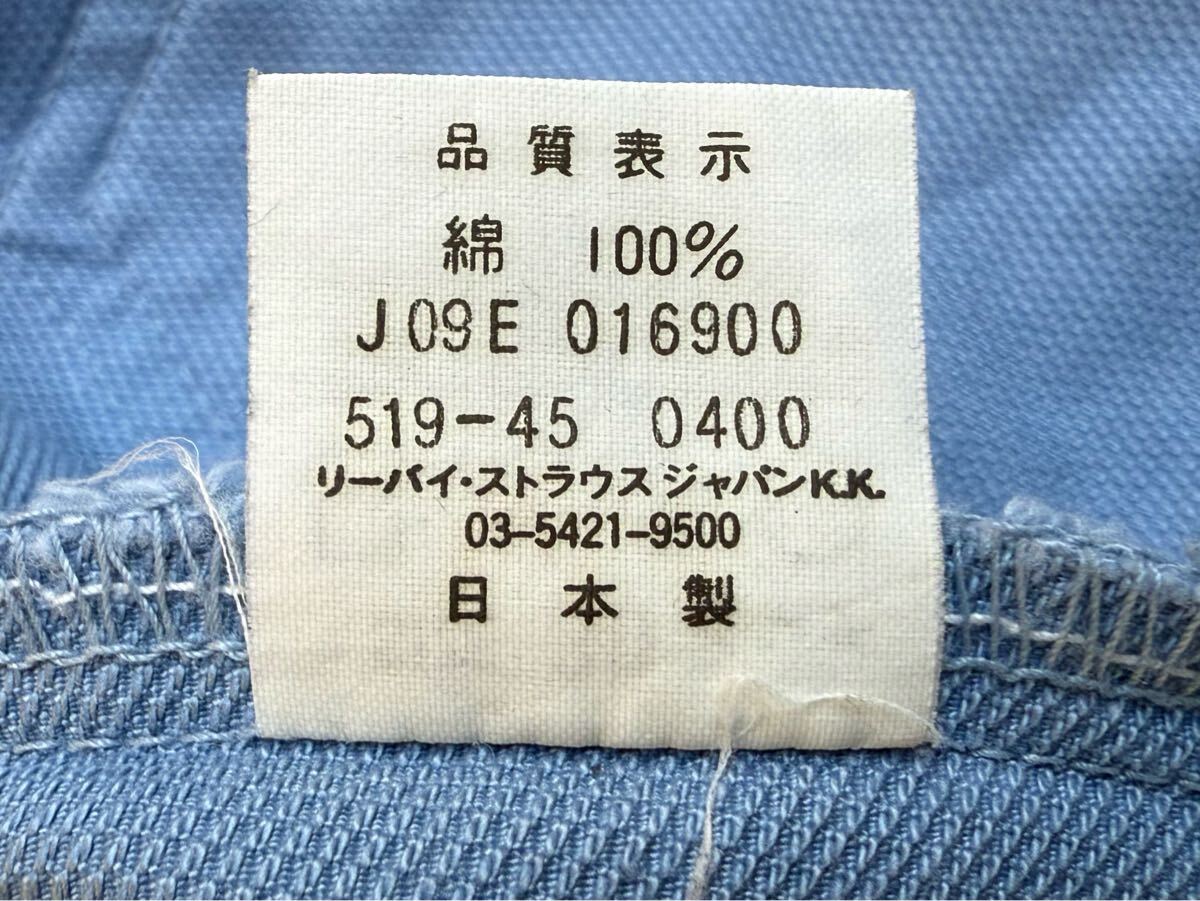 品質表示
綿 100%
J09E 016900
519-45 0400
リーバイ・ストラウス ジャパンK.K.
03-5421-9500
日本製